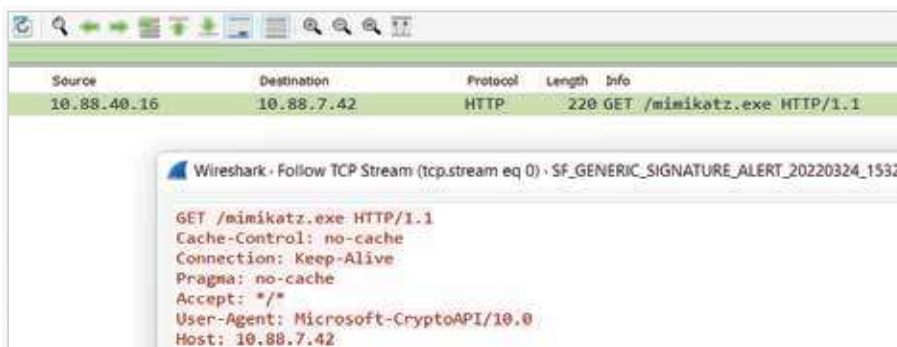 Source Destination Protocol Length Info
10.88.40.16 10.88.7.42 HTTP 220 GET /mimikatz.exe HTTP/1.1
Wireshark · Follow TCP Stream (tcp.stream eq 0) · SF_GENERIC_SIGNATURE_ALERT_20220324_1532
GET /mimikatz.exe HTTP/1.1
Cache-Control: no-cache
Connection: Keep-Alive
Pragma: no-cache
Accept: */*
User-Agent: Microsoft-CryptoAPI/10.0
Host: 10.88.7.42